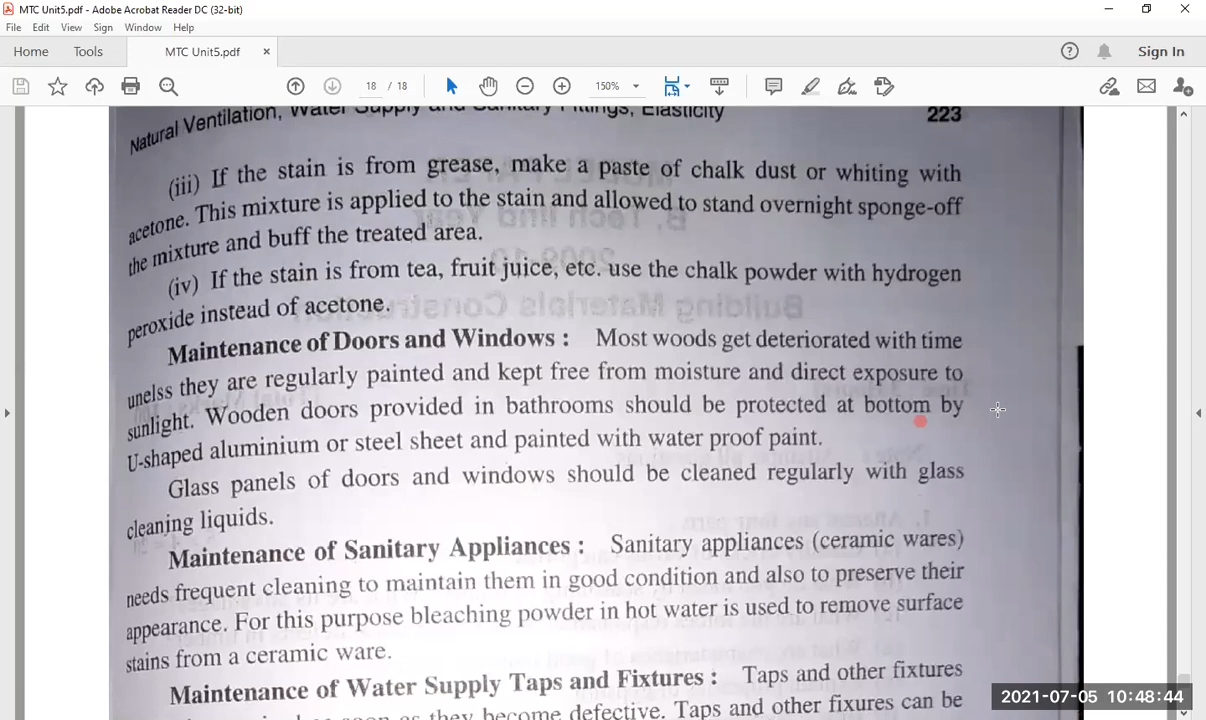 MTC Unit5.pdf - Adobe Acrobat Reader DC (32-bit)
File Edit View Sign Window Help
Home Tools MTC Unit5.pdf × Sign In
18 / 18 150%
Natural Ventilation, Water Supply and Sanitary Fittings, Elasticity 223
(iii) If the stain is from grease, make a paste of chalk dust or whiting with
acetone. This mixture is applied to the stain and allowed to stand overnight sponge-off
the mixture and buff the treated area.
(iv) If the stain is from tea, fruit juice, etc. use the chalk powder with hydrogen
peroxide instead of acetone.
Maintenance of Doors and Windows : Most woods get deteriorated with time
unelss they are regularly painted and kept free from moisture and direct exposure to
sunlight. Wooden doors provided in bathrooms should be protected at bottom by
U-shaped aluminium or steel sheet and painted with water proof paint.
Glass panels of doors and windows should be cleaned regularly with glass
cleaning liquids.
Maintenance of Sanitary Appliances : Sanitary appliances (ceramic wares)
needs frequent cleaning to maintain them in good condition and also to preserve their
appearance. For this purpose bleaching powder in hot water is used to remove surface
stains from a ceramic ware.
Maintenance of Water Supply Taps and Fixtures : Taps and other fixtures
as soon as they become defective. Taps and other fixures can be
2021-07-05 10:48:44